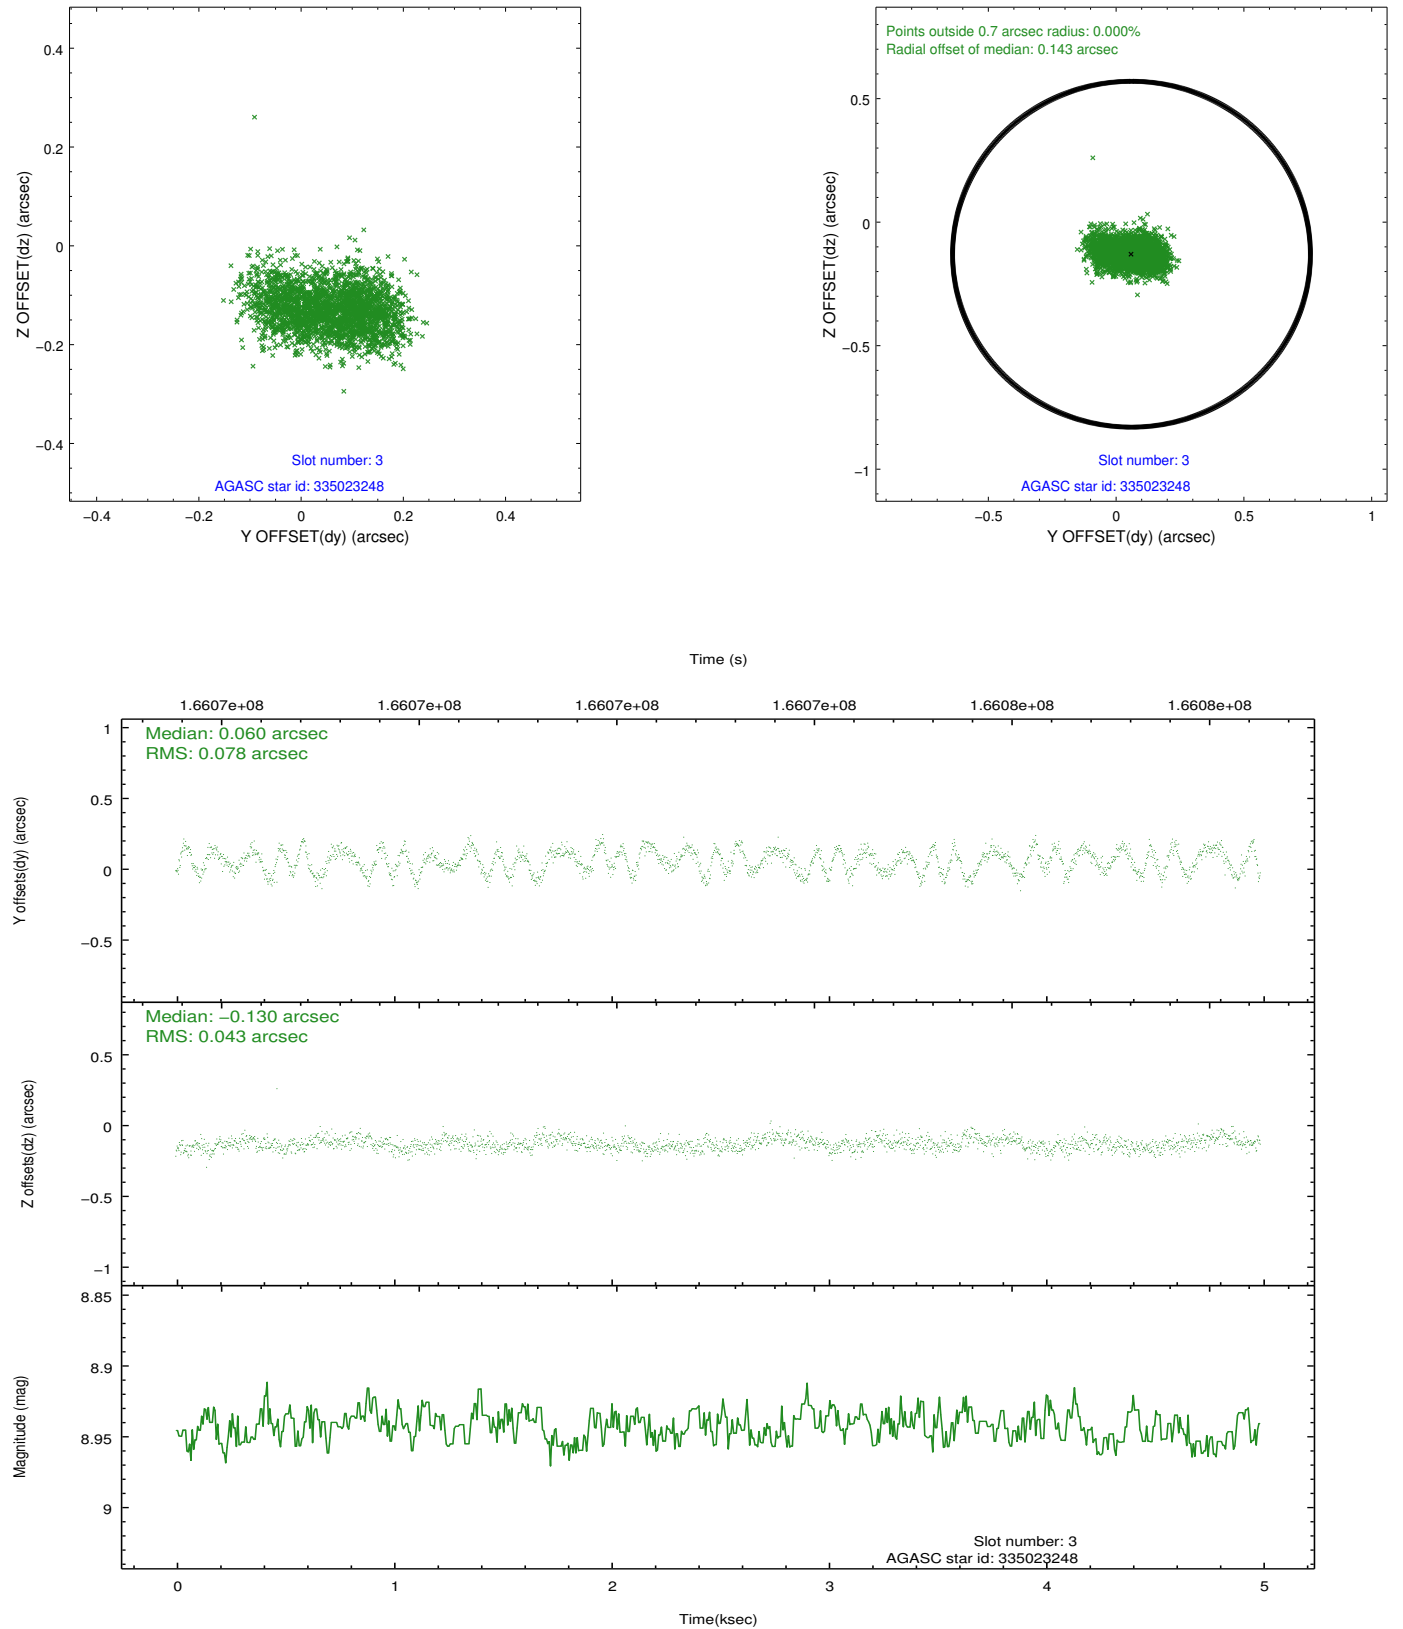 0.4
0.2
0
−0.2
−0.4
Z OFFSET(dz) (arcsec)
Slot number: 3
AGASC star id: 335023248
−0.4
−0.2
0
0.2
0.4
Y OFFSET(dy) (arcsec)
Points outside 0.7 arcsec radius: 0.000%
Radial offset of median: 0.143 arcsec
0.5
0
−0.5
−1
Z OFFSET(dz) (arcsec)
Slot number: 3
AGASC star id: 335023248
−0.5
0
0.5
1
Y OFFSET(dy) (arcsec)
Time (s)
1.6607e+08
1.6607e+08
1.6607e+08
1.6607e+08
1.6608e+08
1.6608e+08
Median: 0.060 arcsec
RMS: 0.078 arcsec
1
0.5
0
−0.5
Y offsets(dy) (arcsec)
Median: −0.130 arcsec
RMS: 0.043 arcsec
0.5
0
−0.5
−1
Z offsets(dz) (arcsec)
8.85
8.9
8.95
9
Magnitude (mag)
Slot number: 3
AGASC star id: 335023248
0
1
2
3
4
5
Time(ksec)